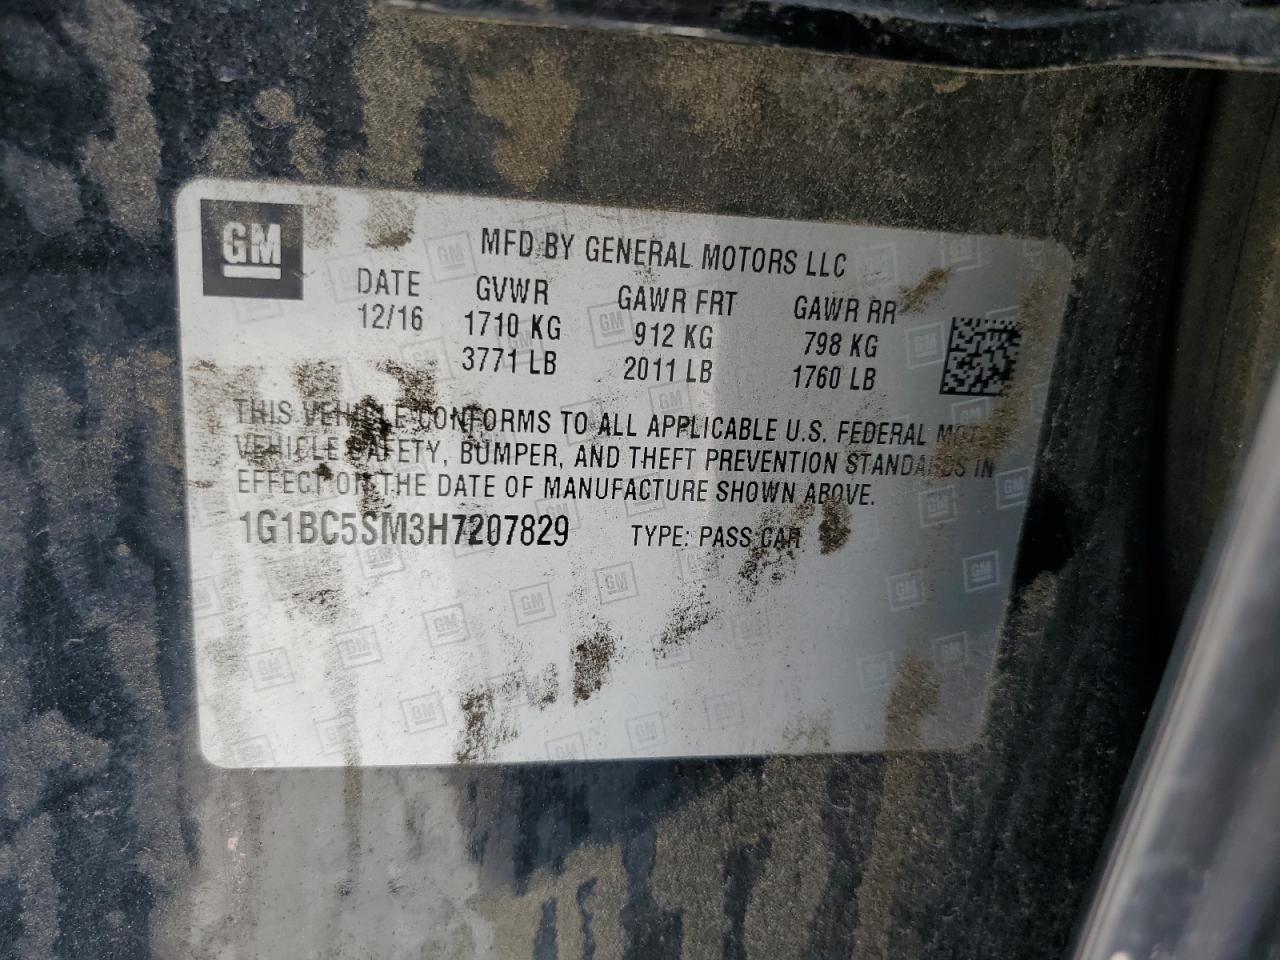 GM
MFD BY GENERAL MOTORS LLC
DATE GVWR GAWR FRT GAWR RR
12/16 1710 KG 912 KG 798 KG
3771 LB 2011 LB 1760 LB
THIS VEHICLE CONFORMS TO ALL APPLICABLE U.S. FEDERAL MOTOR
VEHICLE SAFETY, BUMPER, AND THEFT PREVENTION STANDARDS IN
EFFECT ON THE DATE OF MANUFACTURE SHOWN ABOVE.
1G1BC5SM3H7207829 TYPE: PASS CAR